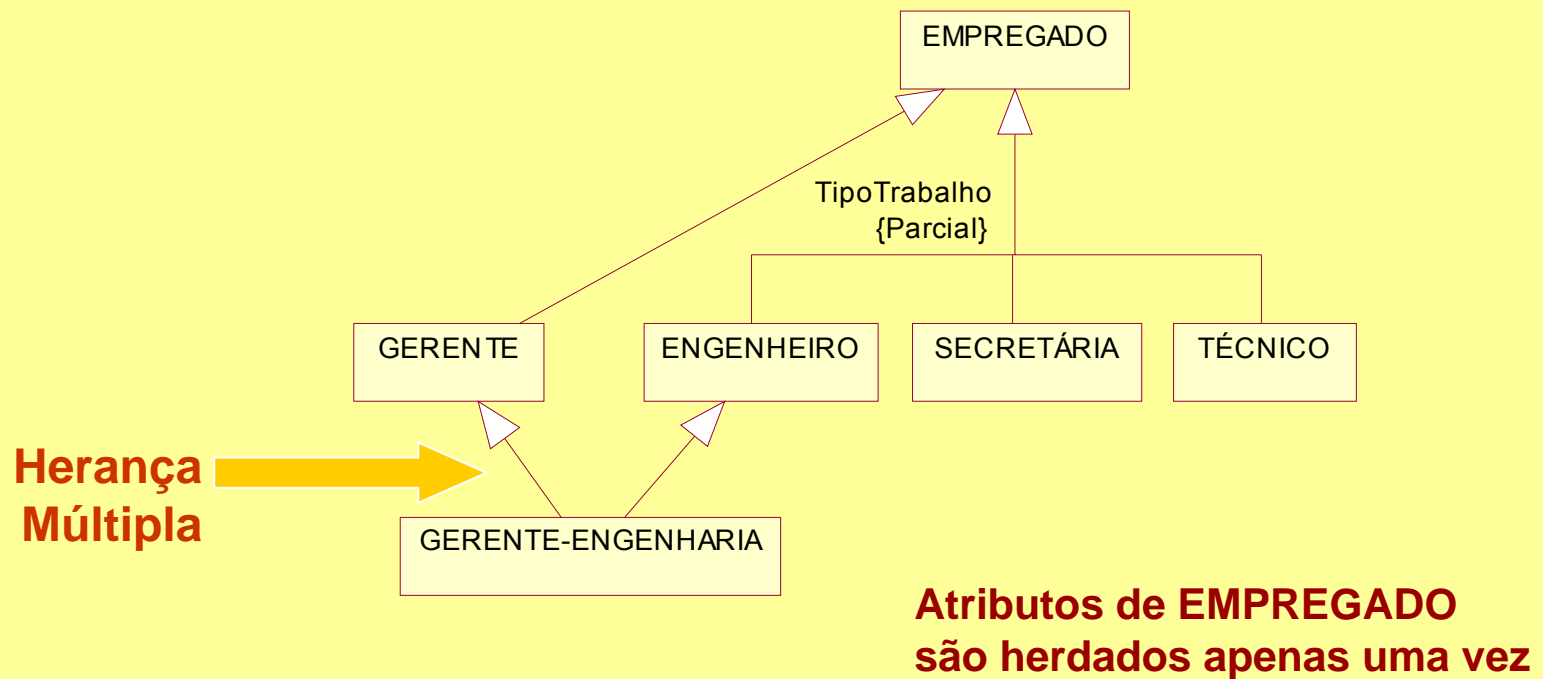 EMPREGADO
TipoTrabalho
{Parcial}
GERENTE
ENGENHEIRO
SECRETÁRIA
TÉCNICO
Herança
Múltipla
GERENTE-ENGENHARIA
Atributos de EMPREGADO
são herdados apenas uma vez